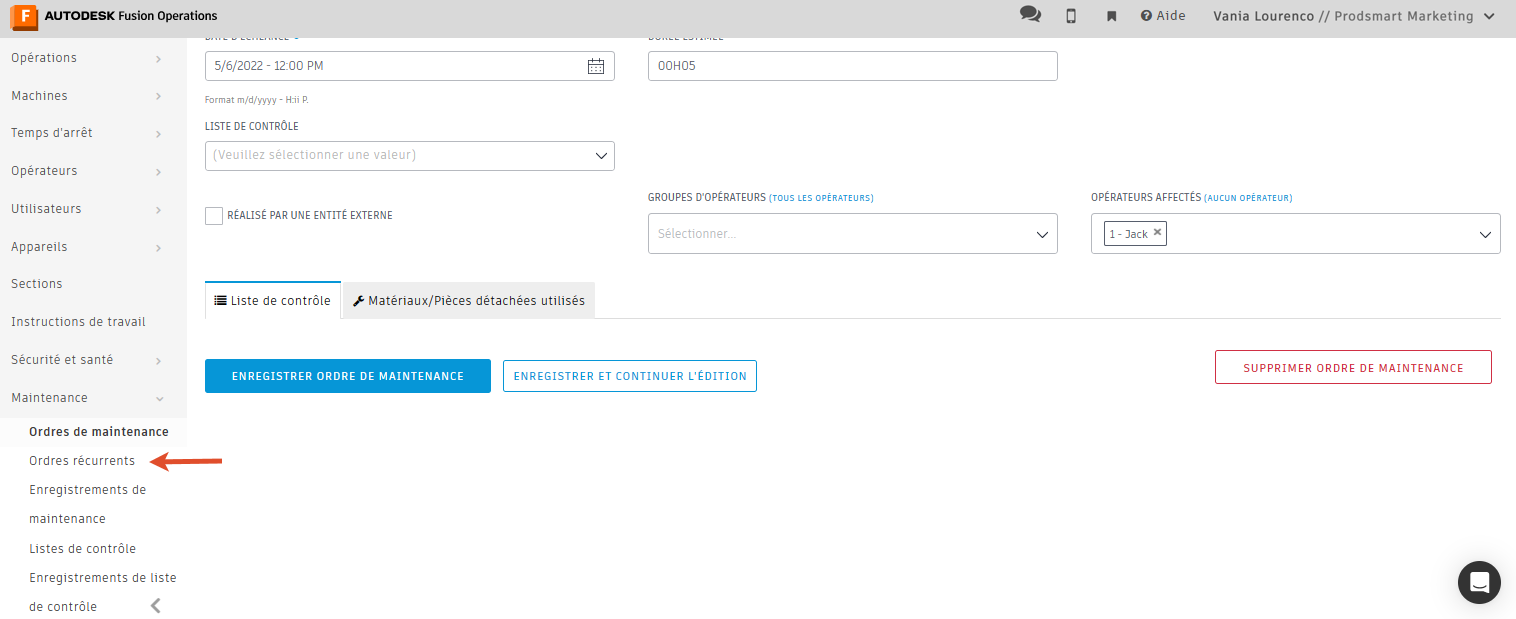 F AUTODESK Fusion Operations
Aide
Vania Lourenco // Prodsmart Marketing
Opérations
Machines
Temps d'arrêt
Opérateurs
Utilisateurs
Appareils
Sections
Instructions de travail
Sécurité et santé
Maintenance
Ordres de maintenance
Ordres récurrents
Enregistrements de
maintenance
Listes de contrôle
Enregistrements de liste
de contrôle
DATE D'ÉCHÉANCE
DURÉE ESTIMÉE
5/6/2022 - 12:00 PM
00H05
Format m/d/yyyy - H:ii P.
LISTE DE CONTRÔLE
(Veuillez sélectionner une valeur)
RÉALISÉ PAR UNE ENTITÉ EXTERNE
GROUPES D'OPÉRATEURS (TOUS LES OPÉRATEURS)
Sélectionner...
OPÉRATEURS AFFECTÉS (AUCUN OPÉRATEUR)
1 - Jack ×
Liste de contrôle
Matériaux/Pièces détachées utilisés
ENREGISTRER ORDRE DE MAINTENANCE
ENREGISTRER ET CONTINUER L'ÉDITION
SUPPRIMER ORDRE DE MAINTENANCE